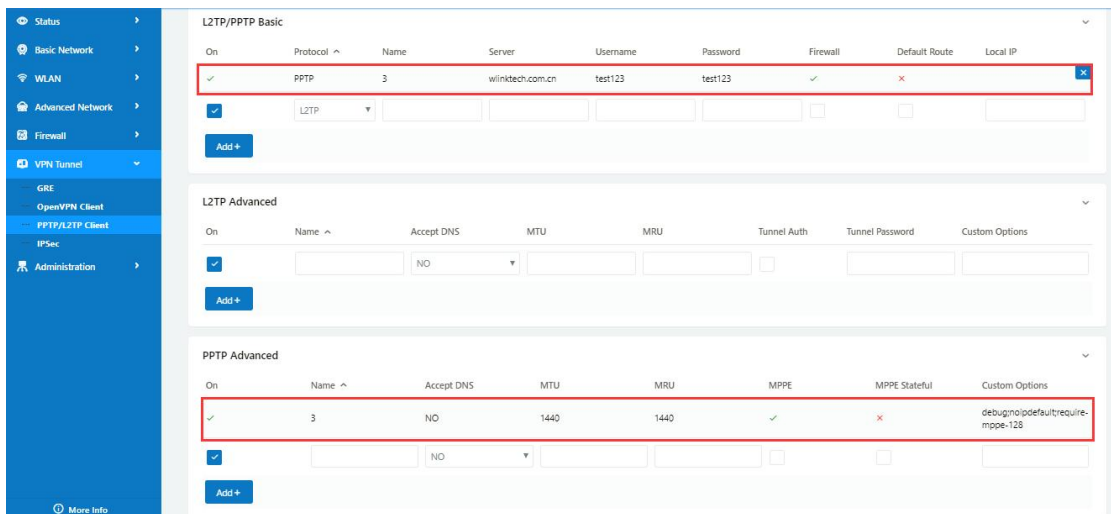 Status
Basic Network
WLAN
Advanced Network
Firewall
VPN Tunnel
GRE
OpenVPN Client
PPTP/L2TP Client
IPSec
Administration
More Info
L2TP/PPTP Basic
On Protocol Name Server Username Password Firewall Default Route Local IP
PPTP 3 wlinktech.com.cn test123 test123
L2TP
Add +
L2TP Advanced
On Name Accept DNS MTU MRU Tunnel Auth Tunnel Password Custom Options
NO
Add +
PPTP Advanced
On Name Accept DNS MTU MRU MPPE MPPE Stateful Custom Options
3 NO 1440 1440 debug;noipdefault;require-
mppe-128
NO
Add +